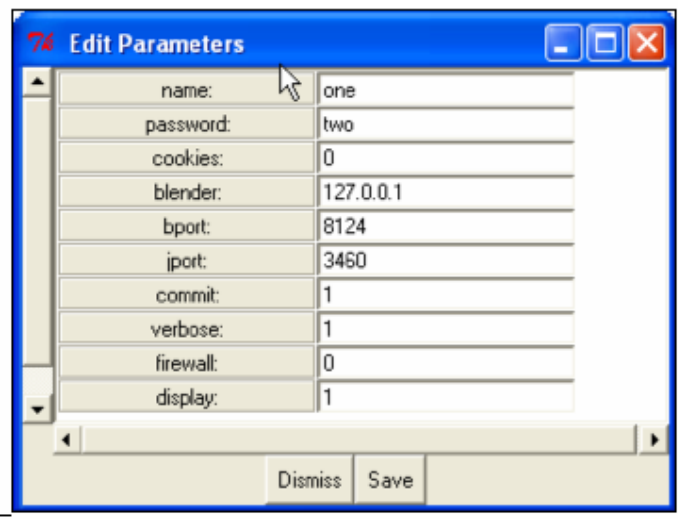 7k Edit Parameters
name: one
password: two
cookies: 0
blender: 127.0.0.1
bport: 8124
jport: 3460
commit: 1
verbose: 1
firewall: 0
display: 1
Dismiss Save